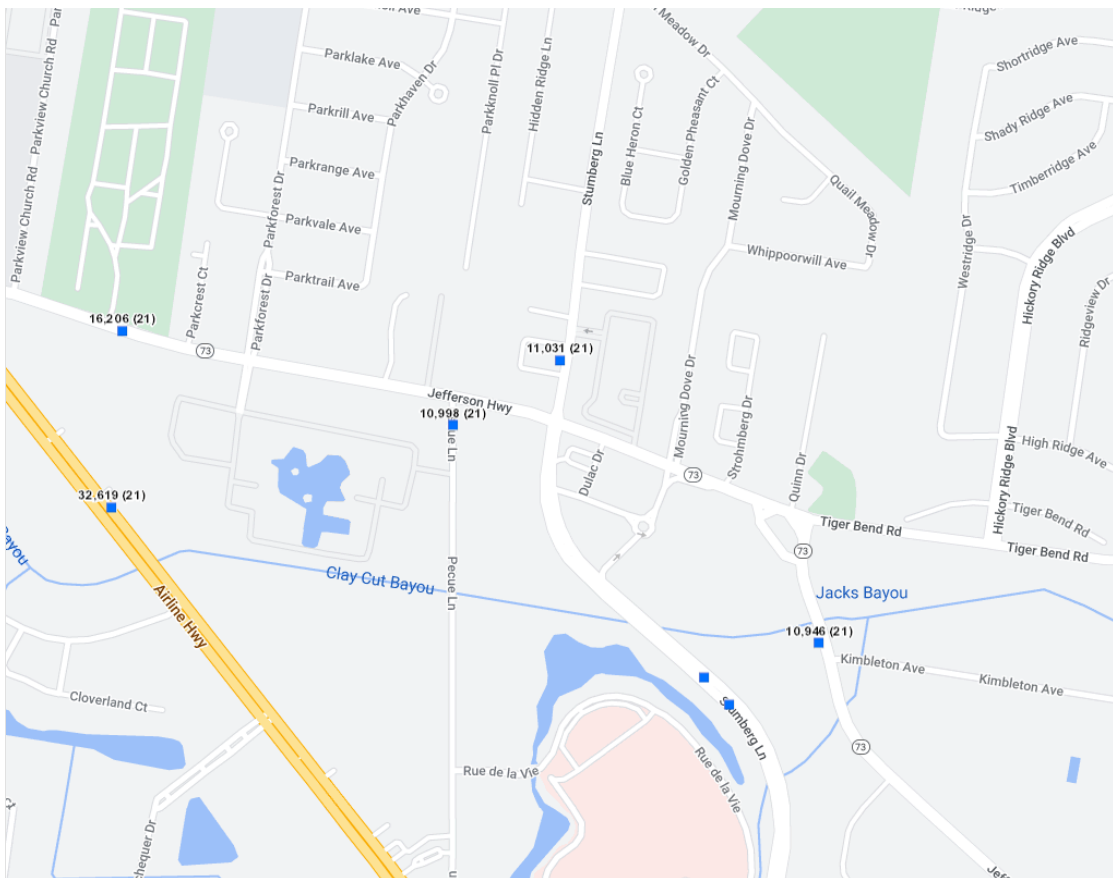 Parkview Church Rd
Parkview Church Rd
Parklake Ave
Parkrill Ave
Parkhaven Dr
Parkknoll Pl Dr
Hidden Ridge Ln
Stumberg Ln
Meadow Dr
Blue Heron Ct
Golden Pheasant Ct
Mourning Dove Dr
Quail Meadow Dr
Whippoorwill Ave
Ridge
Shortridge Ave
Shady Ridge Ave
Timberridge Ave
Westridge Dr
Hickory Ridge Blvd
Ridgeview Dr
Parkrange Ave
Parkforest Dr
Parkvale Ave
Parktrail Ave
Parkcrest Ct
Parkforest Dr
16,206 (21)
73
11,031 (21)
Jefferson Hwy
10,998 (21)
Mourning Dove Dr
Strohmberg Dr
Dulac Dr
73
Quinn Dr
High Ridge Ave
Hickory Ridge Blvd
Tiger Bend Rd
Tiger Bend Rd
Tiger Bend Rd
32,619 (21)
Bayou
73
Clay Cut Bayou
Pecue Ln
Airline Hwy
Jacks Bayou
10,946 (21)
Kimbleton Ave
Kimbleton Ave
Cloverland Ct
Stumberg Ln
73
Rue de la Vie
Rue de la Vie